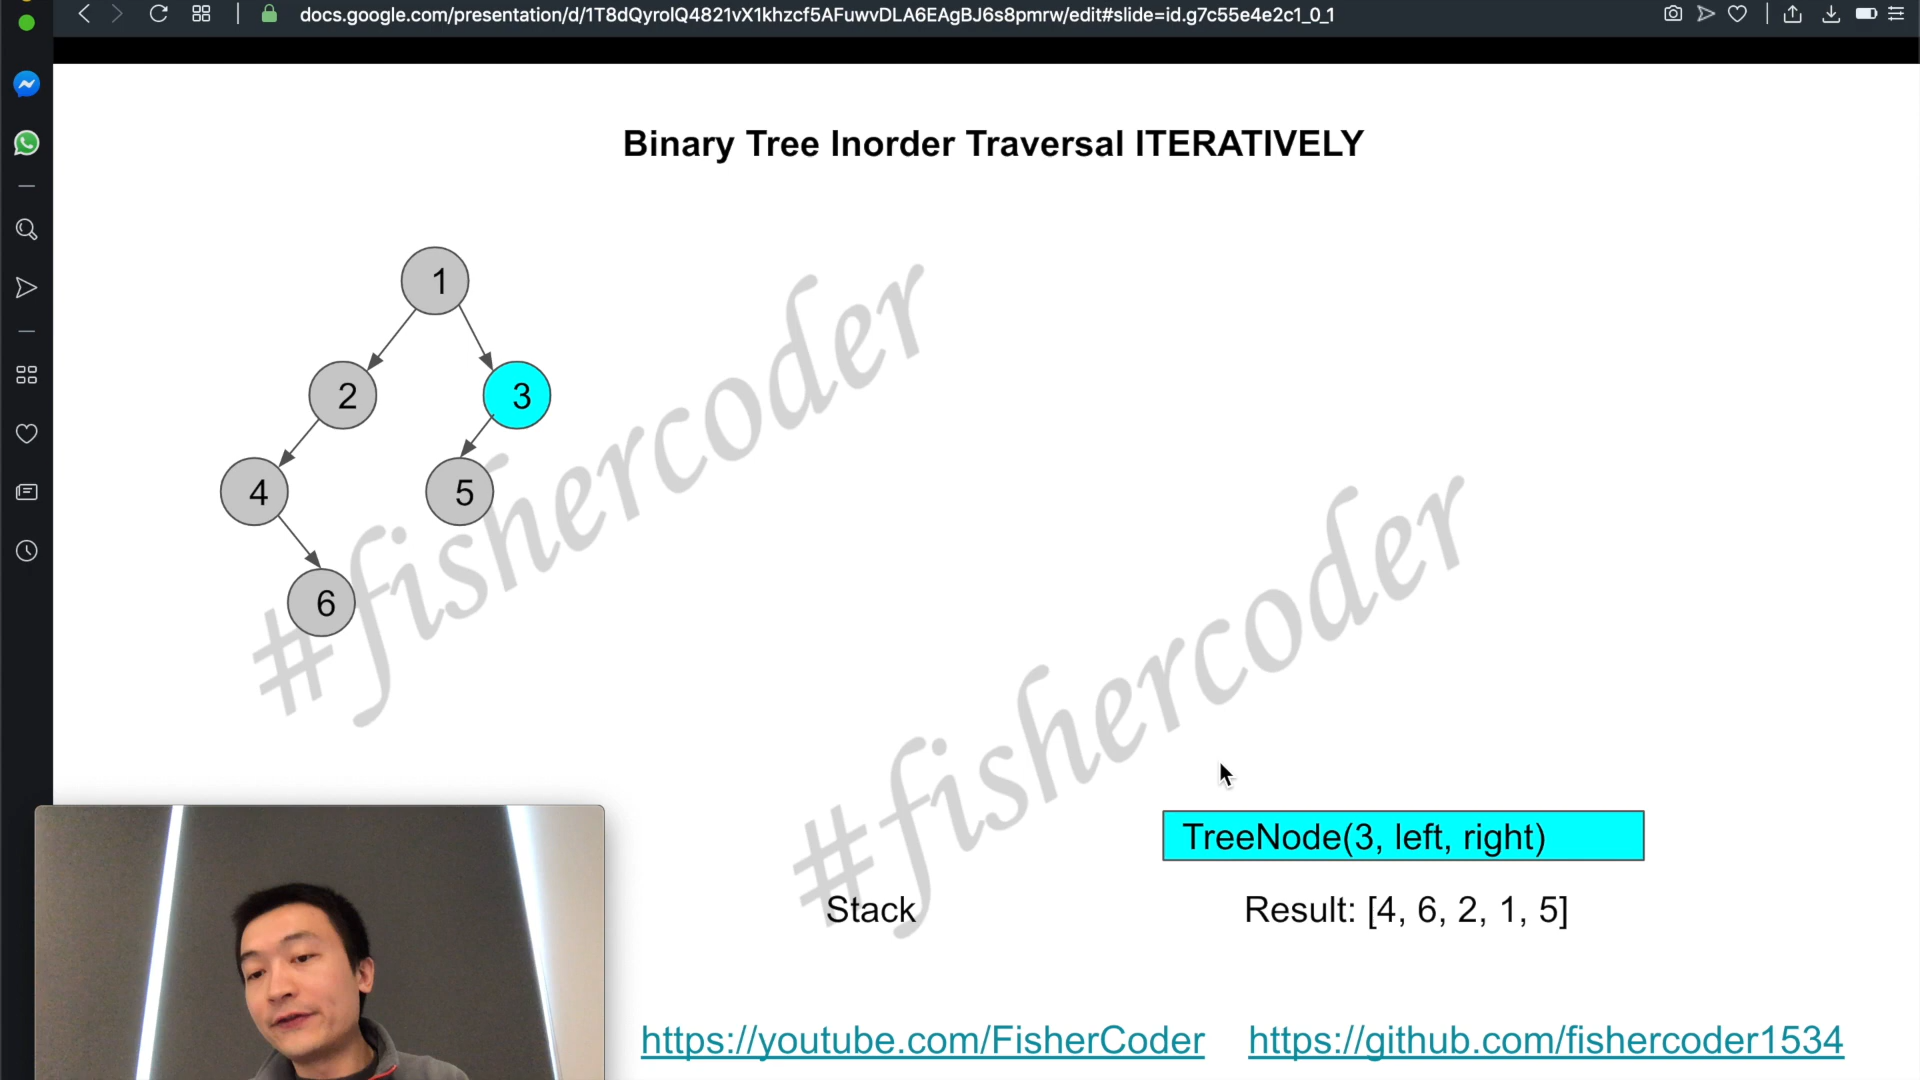 docs.google.com/presentation/d/1T8dQyrolQ4821vX1khzcf5AFuwvDLA6EAgBJ6s8pmrw/edit#slide=id.g7c55e4e2c1_0_1
Binary Tree Inorder Traversal ITERATIVELY
1
2
3
4
5
6
#fishercoder
#fishercoder
TreeNode(3, left, right)
Stack
Result: [4, 6, 2, 1, 5]
https://youtube.com/FisherCoder
https://github.com/fishercoder1534